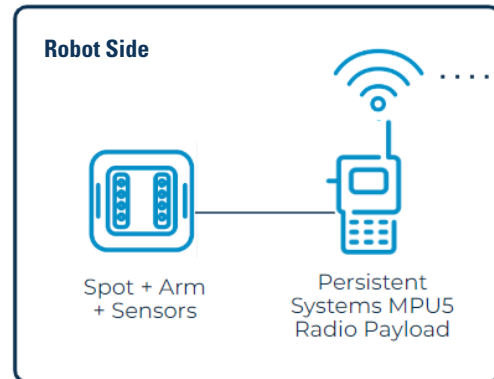 Robot Side
Spot + Arm
+ Sensors
Persistent
Systems MPU5
Radio Payload